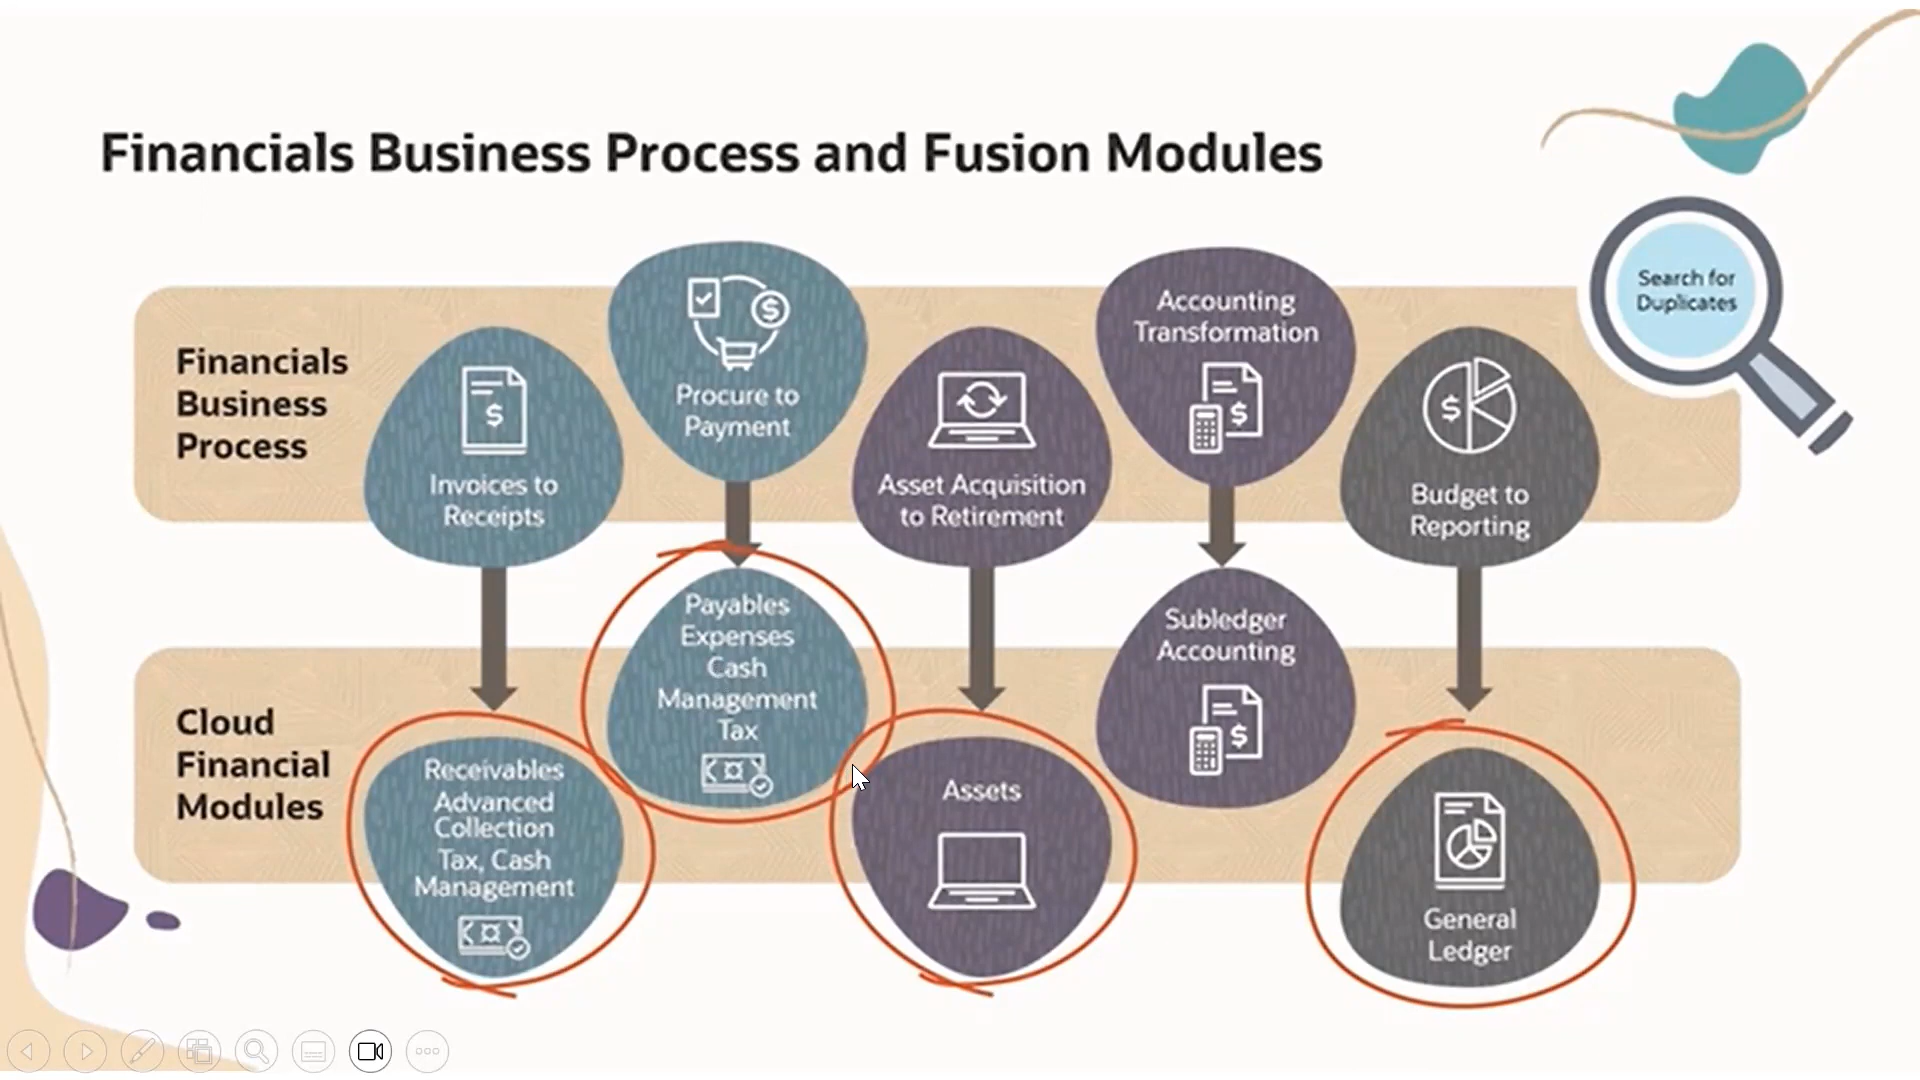 Financials Business Process and Fusion Modules
Search for
Duplicates
Financials
Business
Process
Invoices to
Receipts
Procure to
Payment
Asset Acquisition
to Retirement
Accounting
Transformation
Budget to
Reporting
Cloud
Financial
Modules
Receivables
Advanced
Collection
Tax, Cash
Management
Payables
Expenses
Cash
Management
Tax
Assets
Subledger
Accounting
General
Ledger